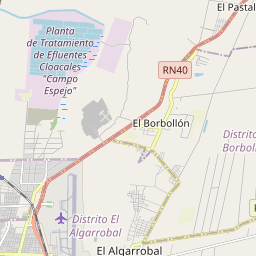 El Pastal
Planta
de Tratamiento
de Efluentes
Cloacales
"Campo
Espejo"
RN40
El Borbollón
Distrito
Borbol
Distrito El
Algarrobal
El Algarrobal